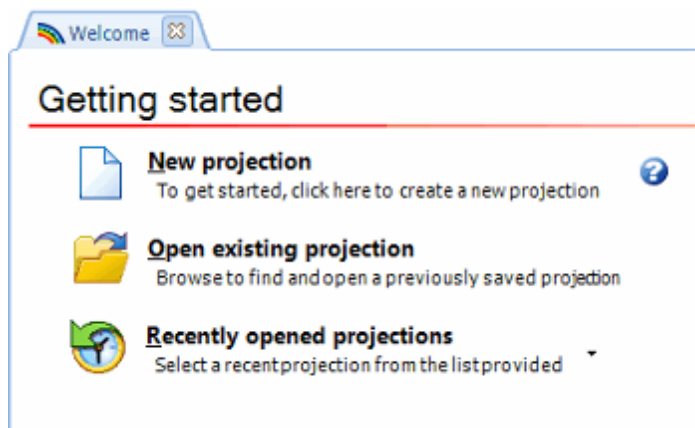 Welcome
Getting started
New projection
To get started, click here to create a new projection
Open existing projection
Browse to find and open a previously saved projection
Recently opened projections
Select a recent projection from the list provided